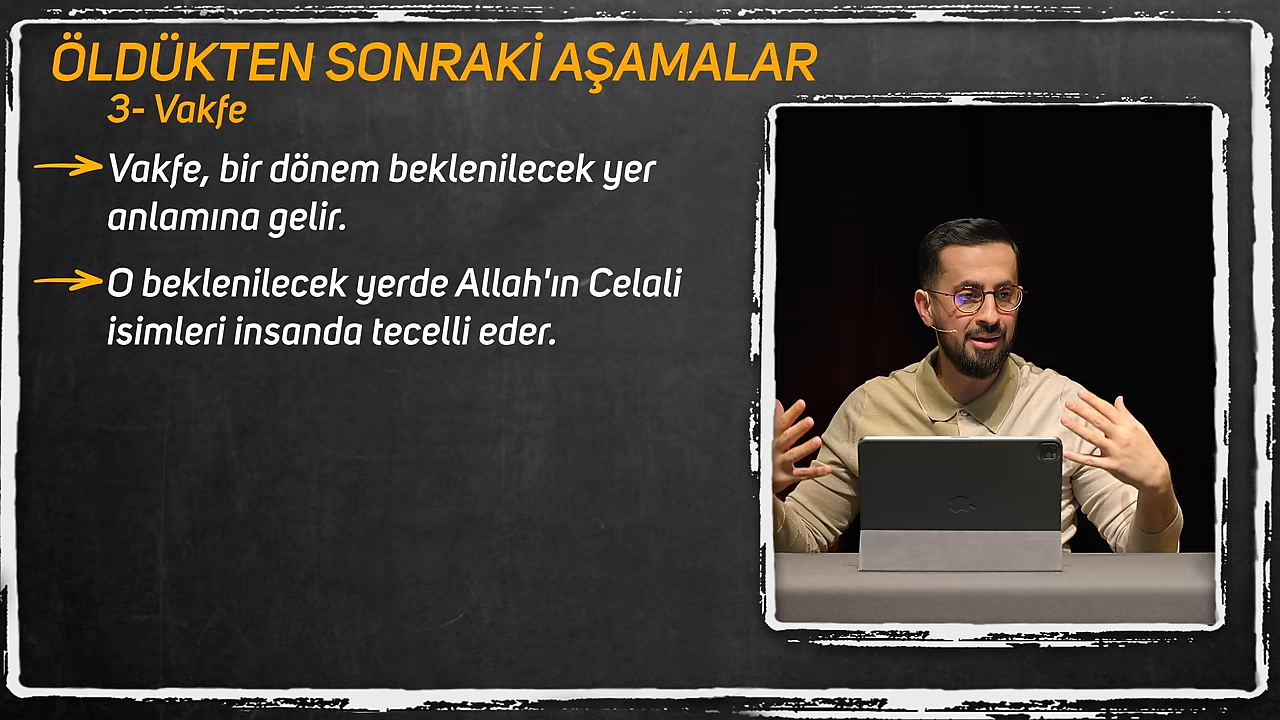 ÖLDÜKTEN SONRAKİ AŞAMALAR
3- Vakfe
Vakfe, bir dönem beklenilecek yer
anlamına gelir.
O beklenilecek yerde Allah'ın Celali
isimleri insanda tecelli eder.